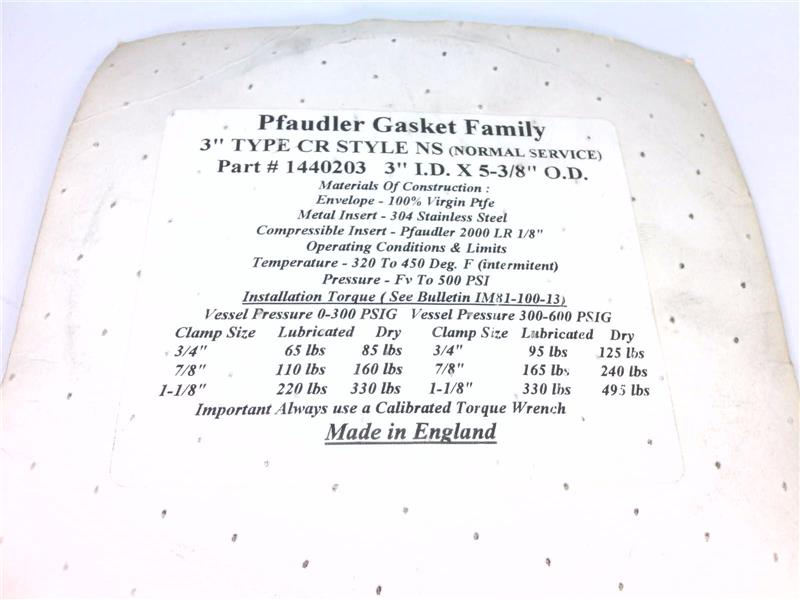 Pfaudler Gasket Family
3" TYPE CR STYLE NS (NORMAL SERVICE)
Part # 1440203 3" I.D. X 5-3/8" O.D.
Materials Of Construction :
Envelope - 100% Virgin Ptfe
Metal Insert - 304 Stainless Steel
Compressible Insert - Pfaudler 2000 LR 1/8"
Operating Conditions & Limits
Temperature - 320 To 450 Deg. F (intermitent)
Pressure - Fv To 500 PSI
Installation Torque ( See Bulletin IM81-100-13)
Vessel Pressure 0-300 PSIG Vessel Pressure 300-600 PSIG
Clamp Size Lubricated Dry Clamp Size Lubricated Dry
3/4" 65 lbs 85 lbs 3/4" 95 lbs 125 lbs
7/8" 110 lbs 160 lbs 7/8" 165 lbs 240 lbs
1-1/8" 220 lbs 330 lbs 1-1/8" 330 lbs 495 lbs
Important Always use a Calibrated Torque Wrench
Made in England